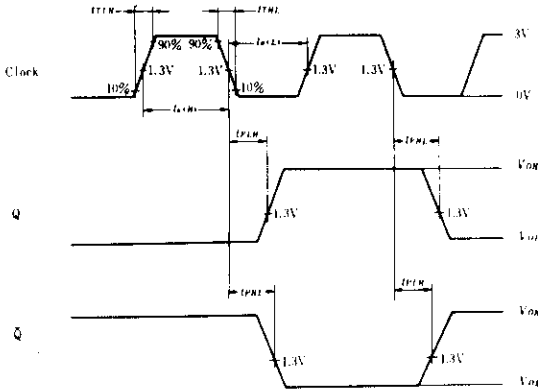 tTLH tTHL
90% 90% tw(L) 3V
Clock 1.3V 1.3V 1.3V 1.3V
10% 10% 0V
tw(H)
tPLH tPHL
VOH
Q 1.3V 1.3V
VOL
tPHL tPLH
VOH
Q̄
1.3V 1.3V